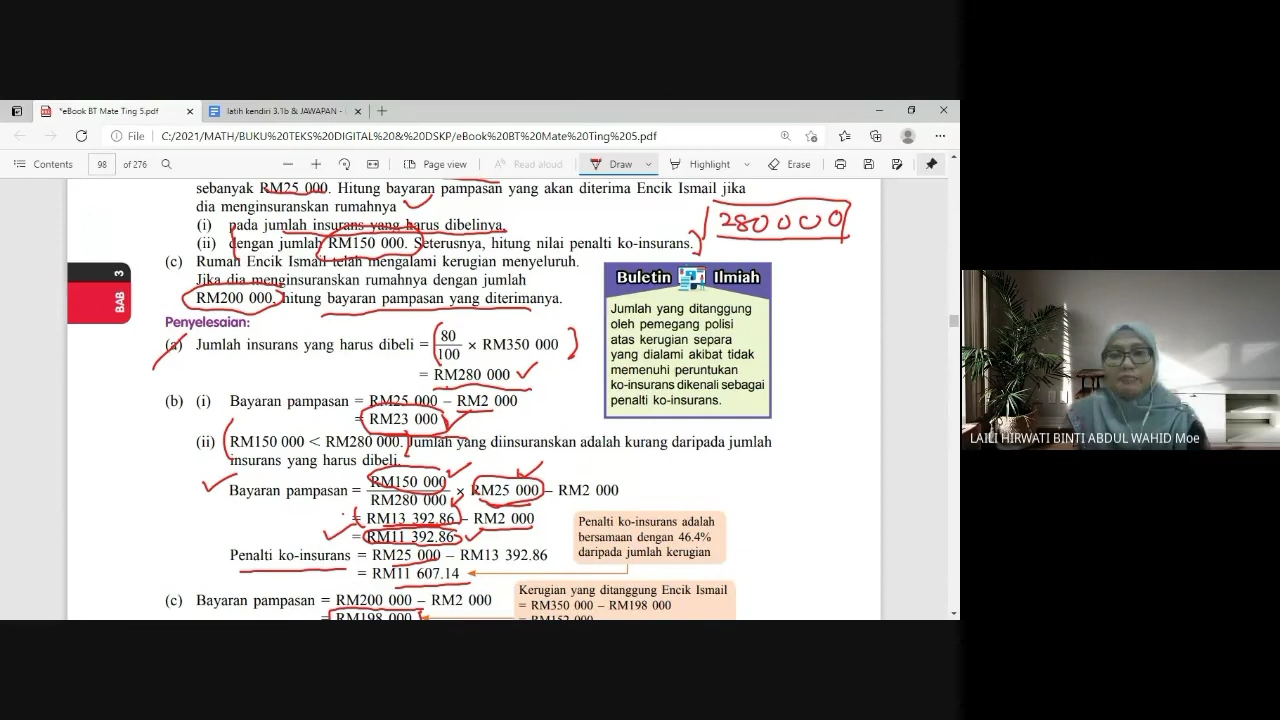 *eBook BT Mate Ting 5.pdf
latih kendiri 3.1b & JAWAPAN -
File
C:/2021/MATH/BUKU%20TEKS%20DIGITAL%20&%20DSKP/eBook%20BT%20Mate%20Ting%205.pdf
Contents
98
of 276
Page view
Read aloud
Draw
Highlight
Erase
sebanyak RM25 000. Hitung bayaran pampasan yang akan diterima Encik Ismail jika
dia menginsuranskan rumahnya
(i) pada jumlah insurans yang harus dibelinya,
280000
(ii) dengan jumlah RM150 000. Seterusnya, hitung nilai penalti ko-insurans.
(c) Rumah Encik Ismail telah mengalami kerugian menyeluruh.
Jika dia menginsuranskan rumahnya dengan jumlah
RM200 000, hitung bayaran pampasan yang diterimanya.
BAB 3
Buletin Ilmiah
Jumlah yang ditanggung
oleh pemegang polisi
atas kerugian separa
yang dialami akibat tidak
memenuhi peruntukan
ko-insurans dikenali sebagai
penalti ko-insurans.
Penyelesaian:
(a) Jumlah insurans yang harus dibeli = 80/100 × RM350 000
= RM280 000
(b) (i) Bayaran pampasan = RM25 000 – RM2 000
= RM23 000
(ii) RM150 000 < RM280 000. Jumlah yang diinsuranskan adalah kurang daripada jumlah
insurans yang harus dibeli.
Bayaran pampasan = RM150 000/RM280 000 × RM25 000 – RM2 000
= RM13 392.86 – RM2 000
= RM11 392.86
Penalti ko-insurans = RM25 000 – RM13 392.86
= RM11 607.14
Penalti ko-insurans adalah
bersamaan dengan 46.4%
daripada jumlah kerugian
(c) Bayaran pampasan = RM200 000 – RM2 000
= RM198 000
Kerugian yang ditanggung Encik Ismail
= RM350 000 – RM198 000
= RM152 000
LAILI HIRWATI BINTI ABDUL WAHID Moe